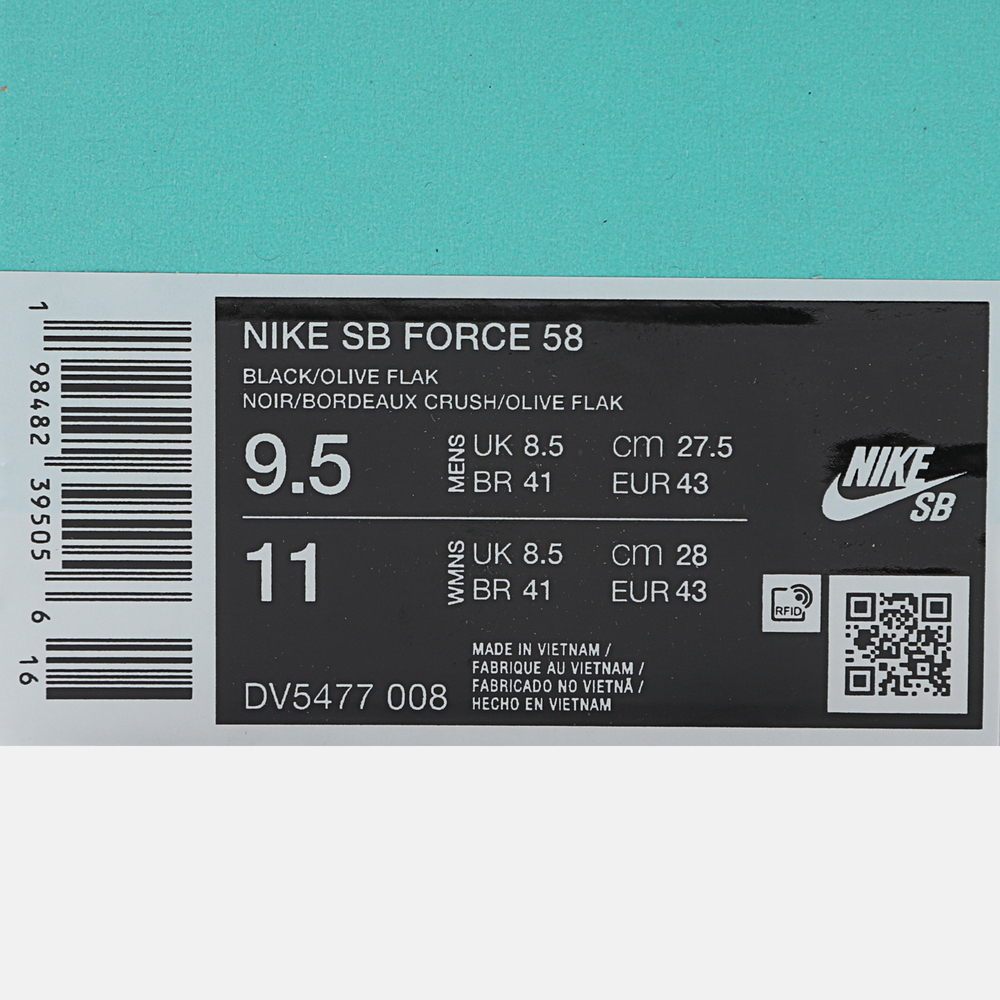 NIKE SB FORCE 58
BLACK/OLIVE FLAK
NOIR/BORDEAUX CRUSH/OLIVE FLAK
9.5
MENS
UK 8.5 cm 27.5
BR 41 EUR 43
11
WMNS
UK 8.5 cm 28
BR 41 EUR 43
MADE IN VIETNAM /
FABRIQUE AU VIETNAM /
FABRICADO NO VIETNÃ /
HECHO EN VIETNAM
DV5477 008
NIKE
SB
RFID
1 98482 39505 6 16